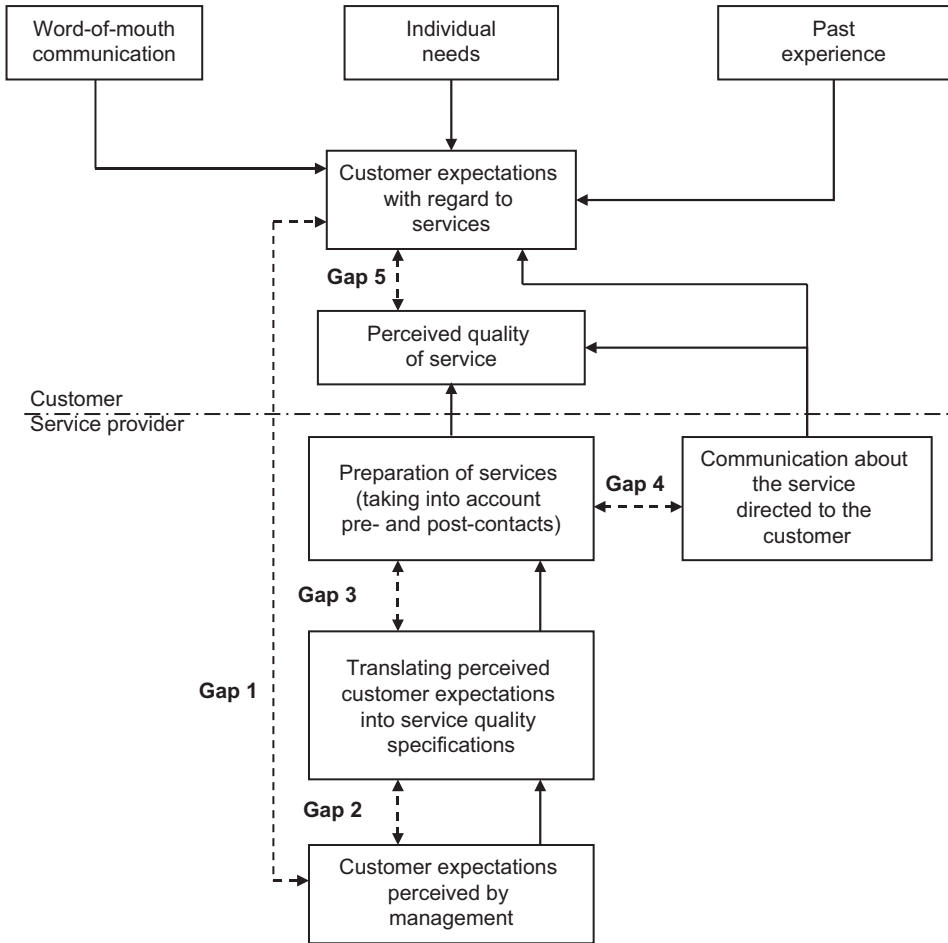 Word-of-mouth
communication
Individual
needs
Past
experience
Customer expectations
with regard to
services
Gap 5
Perceived quality
of service
Customer
Service provider
Preparation of services
(taking into account
pre- and post-contacts)
Gap 4
Communication about
the service
directed to the
customer
Gap 3
Translating perceived
customer expectations
into service quality
specifications
Gap 1
Gap 2
Customer expectations
perceived by
management